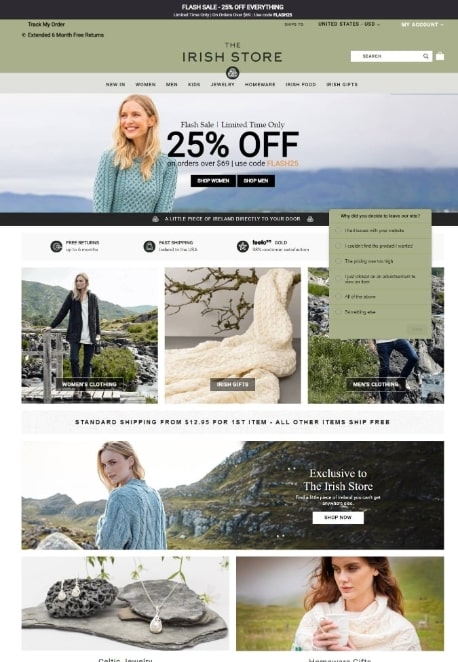 FLASH SALE - 25% OFF EVERYTHING
Limited Time Only | On Orders Over $69. Use code FLASH25
Track My Order
SHIPS TO
UNITED STATES - USD
MY ACCOUNT
Extended 6 Month Free Returns
THE
IRISH STORE
SEARCH
NEW IN WOMEN MEN KIDS JEWELRY HOMEWARE IRISH FOOD IRISH GIFTS
Flash Sale | Limited Time Only
25% OFF
on orders over $69 | use code FLASH25
SHOP WOMEN SHOP MEN
A LITTLE PIECE OF IRELAND DIRECTLY TO YOUR DOOR
FREE RETURNS
up to 6 months
FAST SHIPPING
Ireland to the USA
feefo GOLD
customer satisfaction
Why did you decide to leave our site?
I had issues with your website
I couldn't find the product I wanted
The pricing was too high
I just clicked on an advertisement to
view an item
All of the above
Something else
WOMEN'S CLOTHING
IRISH GIFTS
MEN'S CLOTHING
STANDARD SHIPPING FROM $12.95 FOR 1ST ITEM - ALL OTHER ITEMS SHIP FREE
Exclusive to
The Irish Store
Find a little piece of Ireland you can't get
anywhere else.
SHOP NOW
Celtic Jewelry
Homeware Gifts